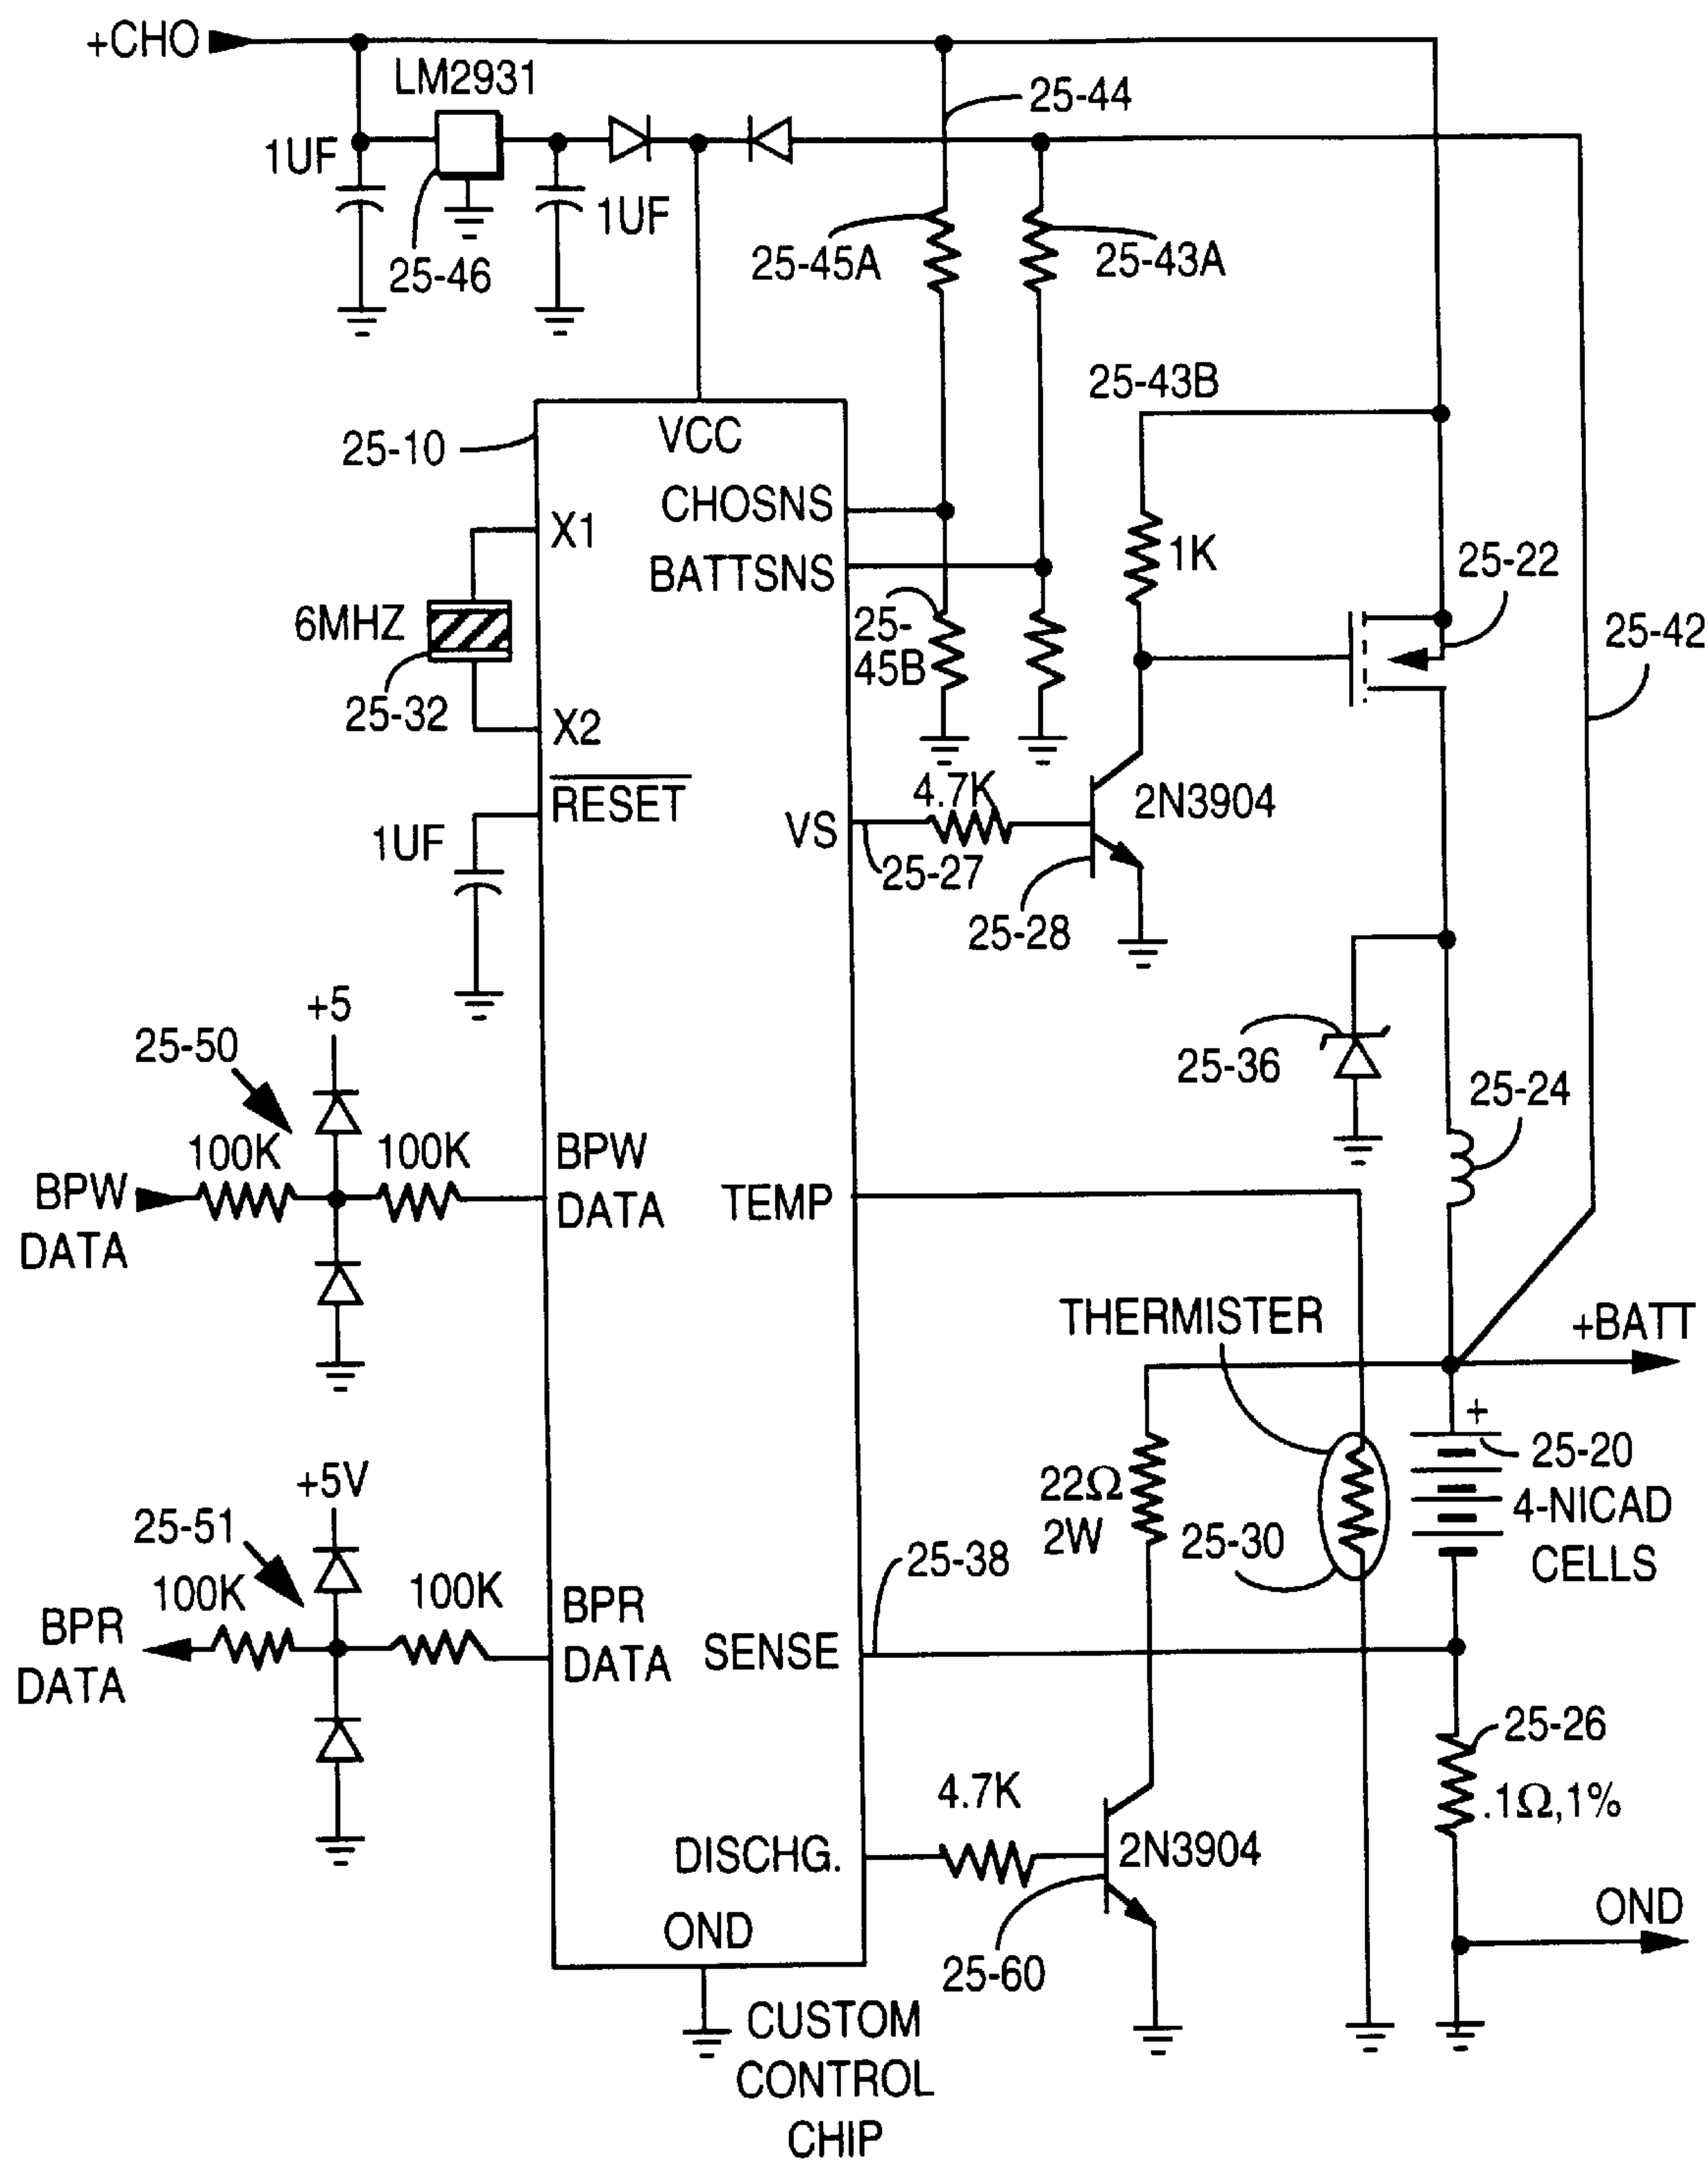 +CHO
LM2931
25-44
1UF
1UF
25-45A
25-43A
25-46
25-43B
25-10
VCC
CHOSNS
X1
BATTSNS
1K
25-22
6MHZ
25-
45B
25-42
25-32
X2
RESET
4.7K
2N3904
1UF
VS
25-27
25-28
+5
25-50
25-36
25-24
100K
100K
BPW
DATA
BPW
DATA
TEMP
THERMISTER
+BATT
+
25-20
4-NICAD
CELLS
22Ω
2W
25-30
+5V
25-51
25-38
100K
100K
BPR
DATA
BPR
DATA
SENSE
25-26
.1Ω,1%
4.7K
DISCHG.
2N3904
OND
OND
25-60
CUSTOM
CONTROL
CHIP